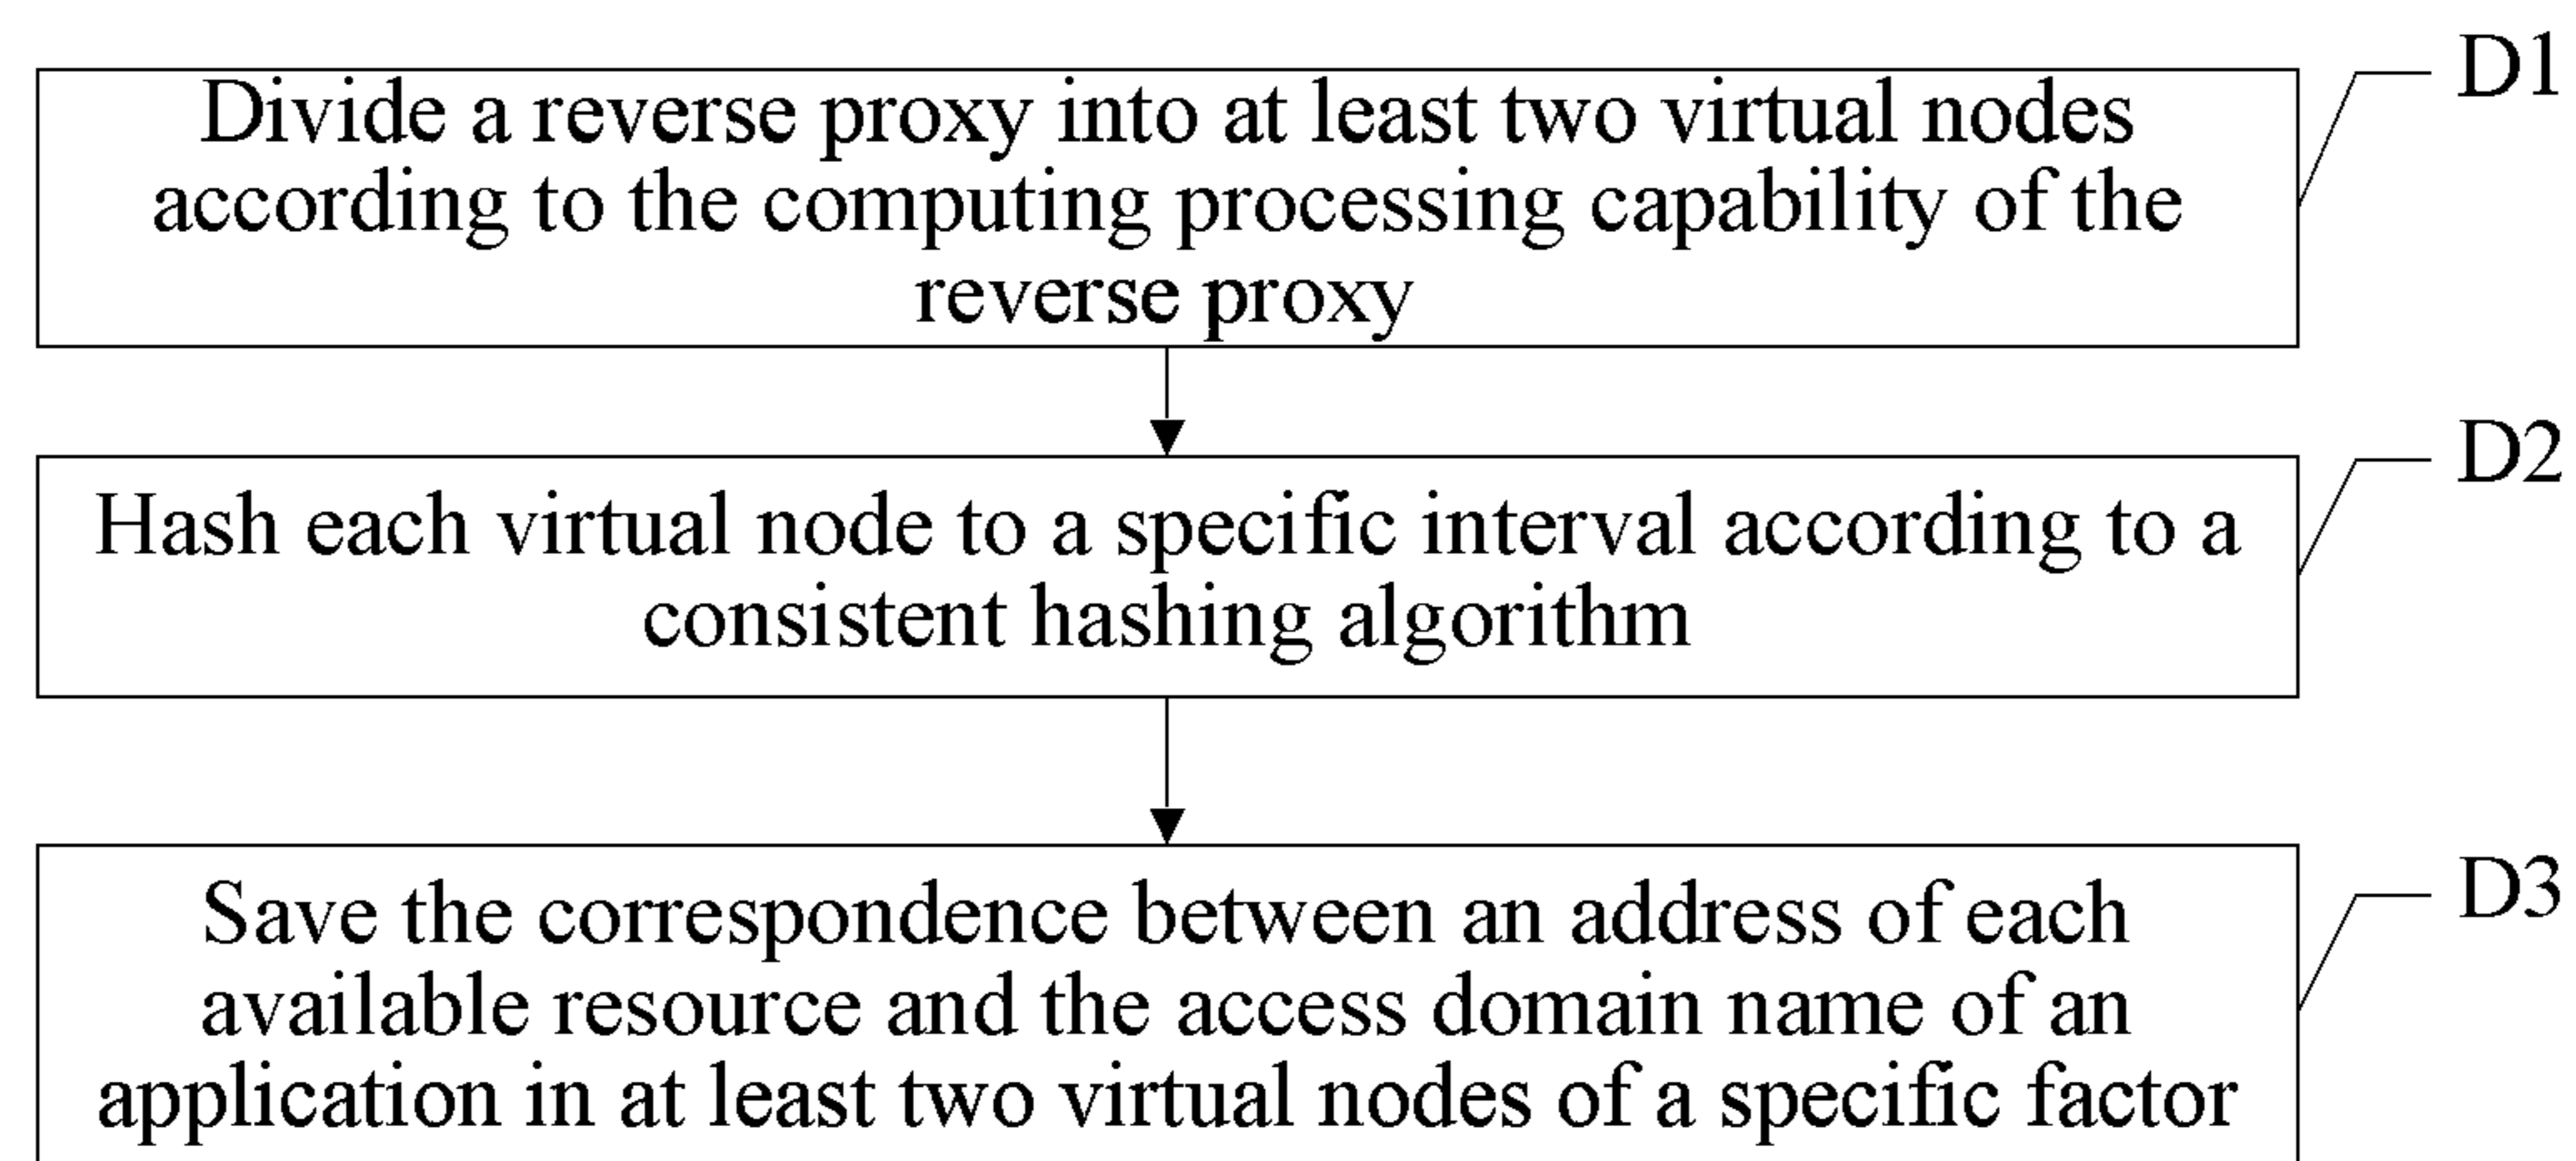 D1
Divide a reverse proxy into at least two virtual nodes
according to the computing processing capability of the
reverse proxy
D2
Hash each virtual node to a specific interval according to a
consistent hashing algorithm
D3
Save the correspondence between an address of each
available resource and the access domain name of an
application in at least two virtual nodes of a specific factor